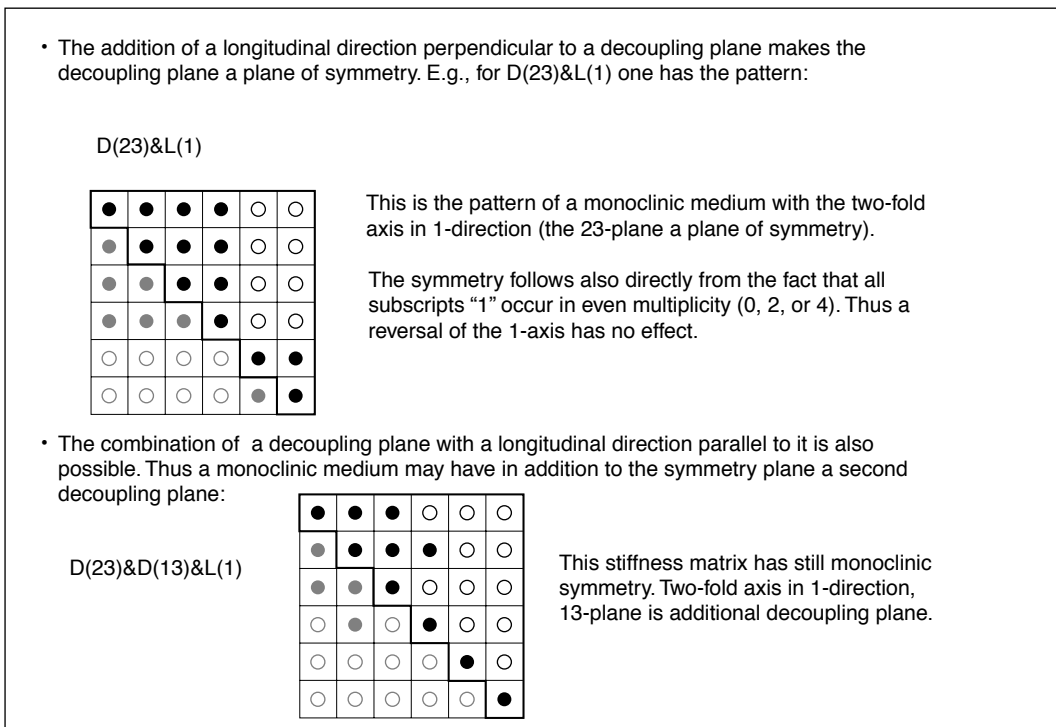 • The addition of a longitudinal direction perpendicular to a decoupling plane makes the
decoupling plane a plane of symmetry. E.g., for D(23)&L(1) one has the pattern:
D(23)&L(1)
This is the pattern of a monoclinic medium with the two-fold
axis in 1-direction (the 23-plane a plane of symmetry).
The symmetry follows also directly from the fact that all
subscripts “1” occur in even multiplicity (0, 2, or 4). Thus a
reversal of the 1-axis has no effect.
• The combination of a decoupling plane with a longitudinal direction parallel to it is also
possible. Thus a monoclinic medium may have in addition to the symmetry plane a second
decoupling plane:
D(23)&D(13)&L(1)
This stiffness matrix has still monoclinic
symmetry. Two-fold axis in 1-direction,
13-plane is additional decoupling plane.